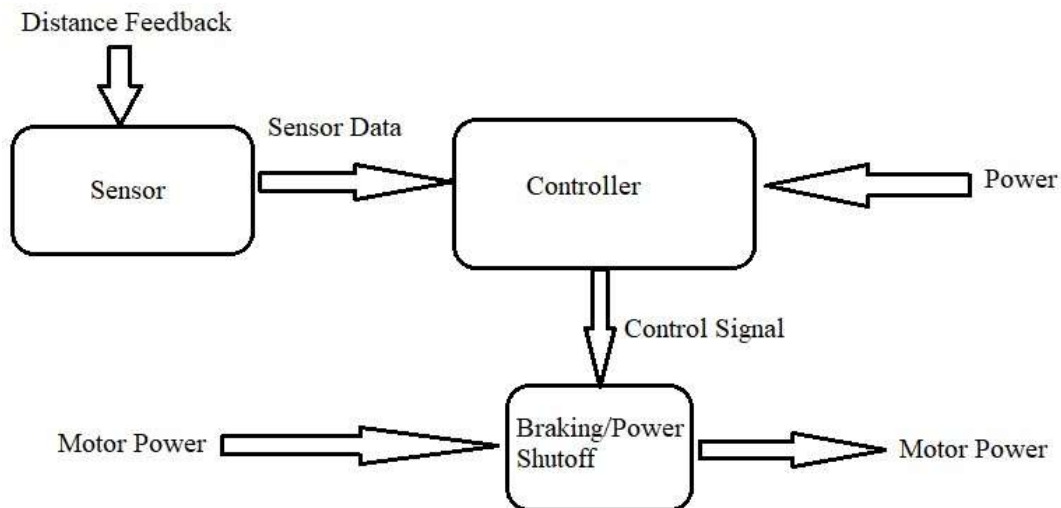 Distance Feedback
Sensor Data
Sensor
Controller
Power
Control Signal
Motor Power
Braking/Power
Shutoff
Motor Power